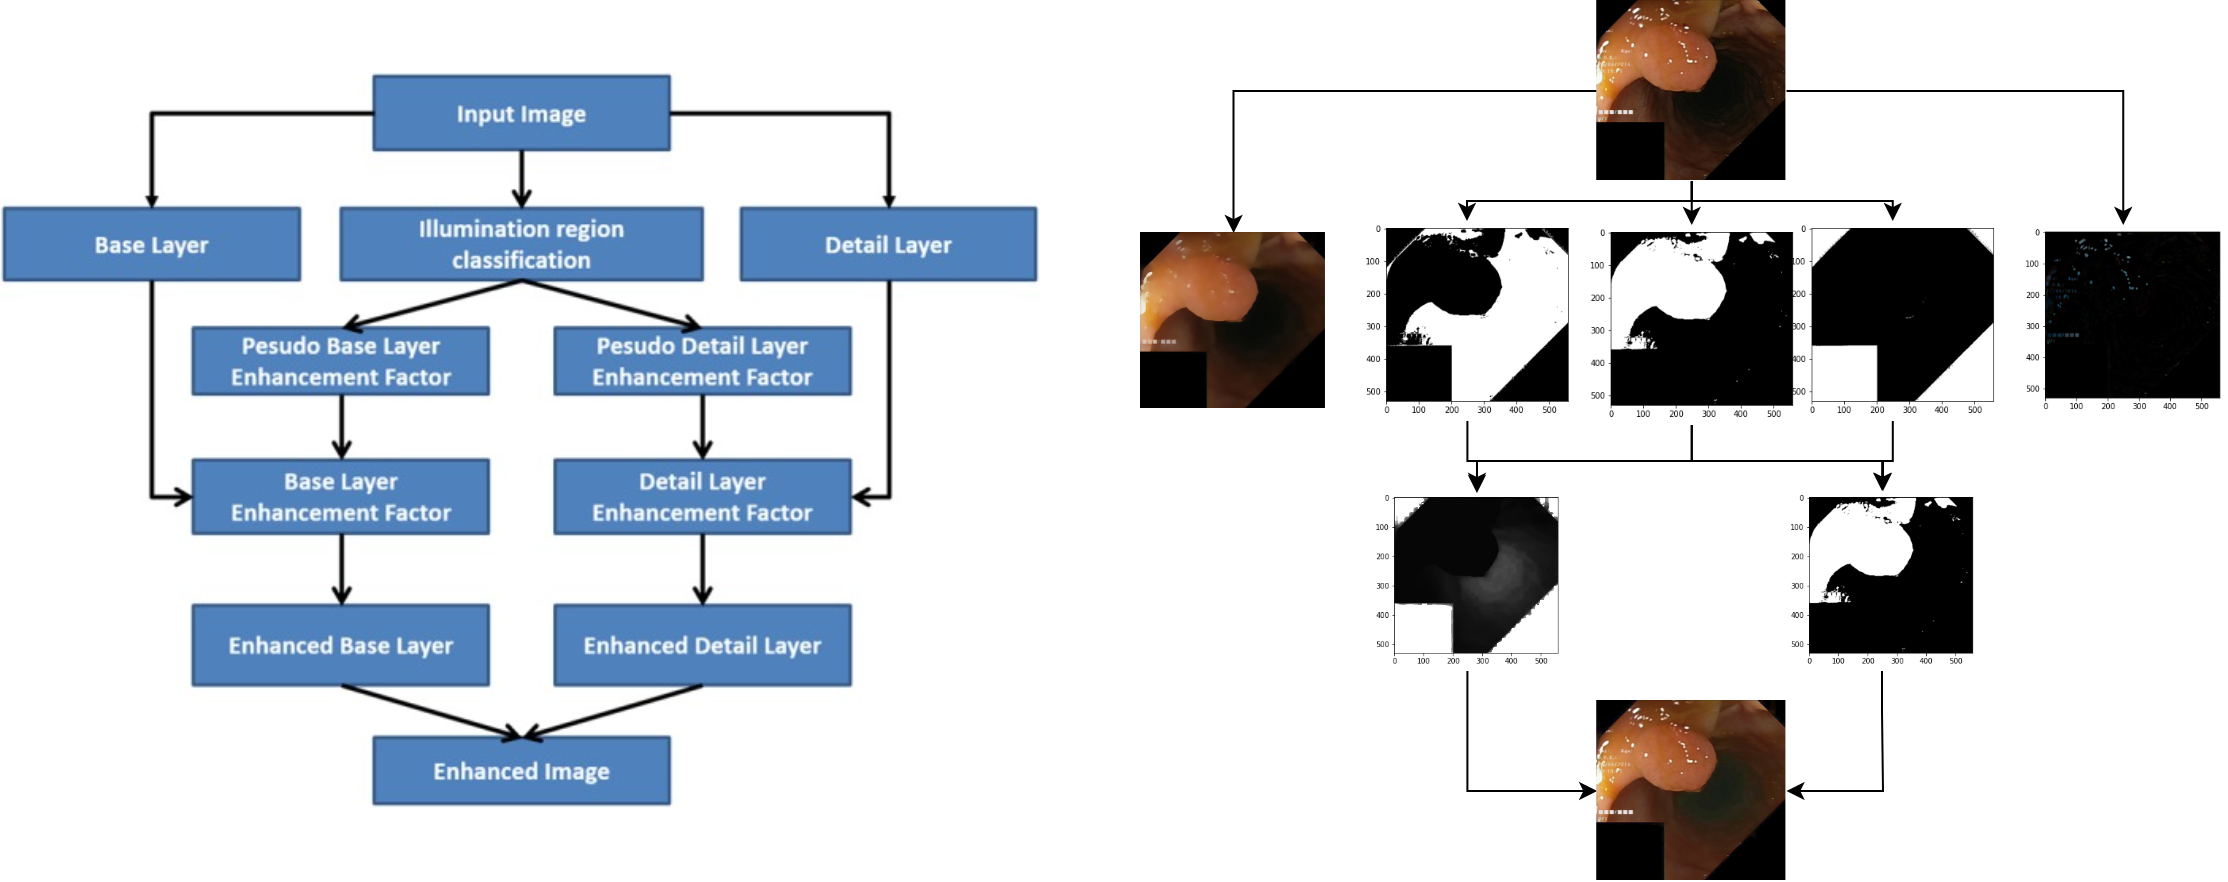 Input Image
Base Layer
Illumination region
classification
Detail Layer
Pesudo Base Layer
Enhancement Factor
Pesudo Detail Layer
Enhancement Factor
Base Layer
Enhancement Factor
Detail Layer
Enhancement Factor
Enhanced Base Layer
Enhanced Detail Layer
Enhanced Image
0
100
200
300
400
500
0 100 200 300 400 500
0
100
200
300
400
500
0 100 200 300 400 500
0
100
200
300
400
500
0 100 200 300 400 500
0
100
200
300
400
500
0 100 200 300 400 500
0
100
200
300
400
500
0 100 200 300 400 500
0
100
200
300
400
500
0 100 200 300 400 500